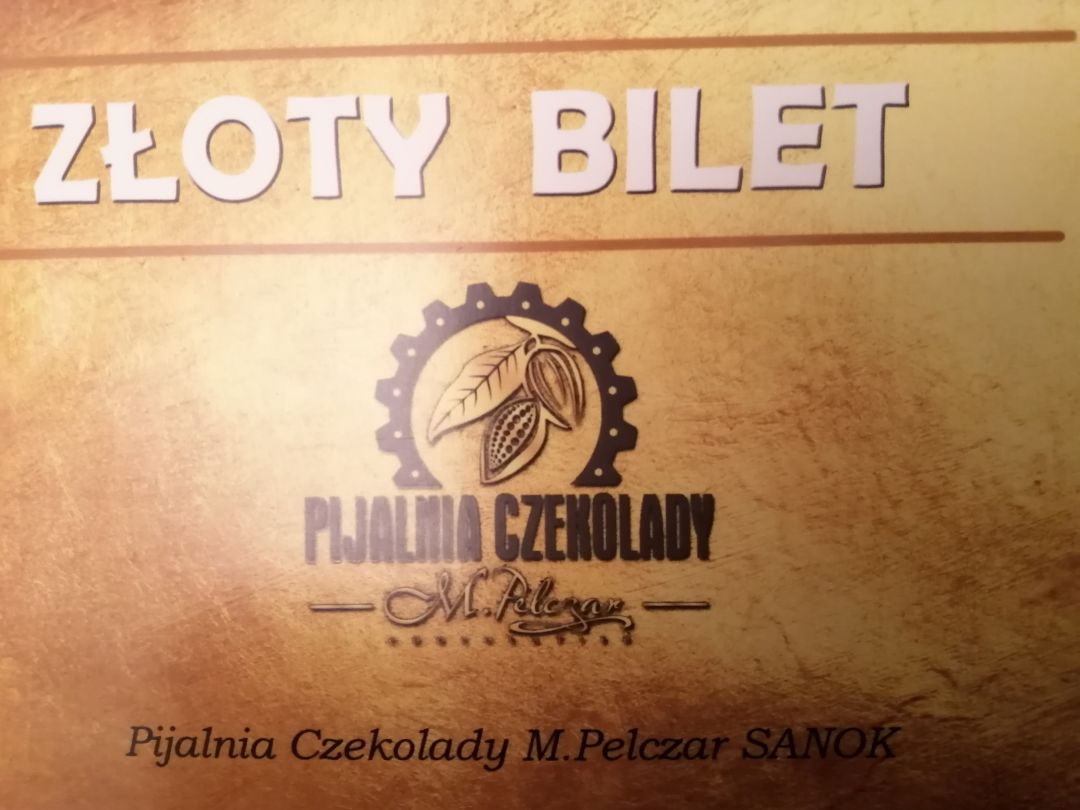 ZŁOTY BILET
PIJALNIA CZEKOLADY
M. Pelczar
Pijalnia Czekolady M.Pelczar SANOK